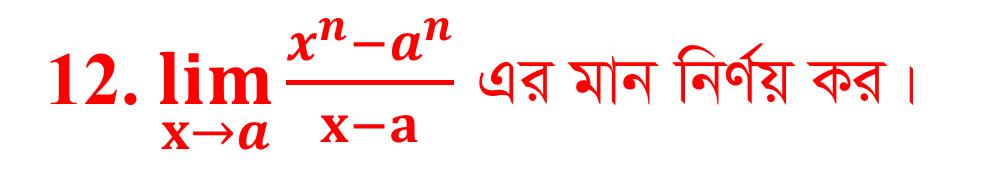 12. lim x→a xⁿ−aⁿ / x−a এর মান নির্ণয় কর।